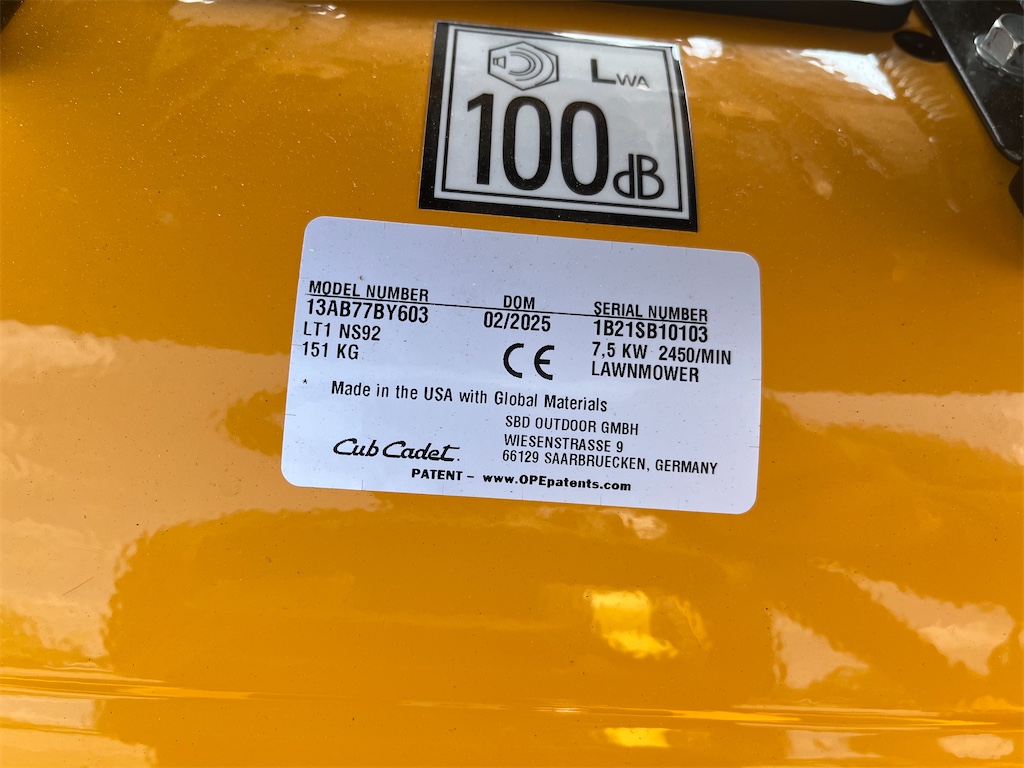 LWA
100 dB
MODEL NUMBER DOM SERIAL NUMBER
13AB77BY603 02/2025 1B21SB10103
LT1 NS92 7,5 KW 2450/MIN
151 KG CE LAWNMOWER
Made in the USA with Global Materials
SBD OUTDOOR GMBH
WIESENSTRASSE 9
Cub Cadet. 66129 SAARBRUECKEN, GERMANY
PATENT – www.OPEpatents.com